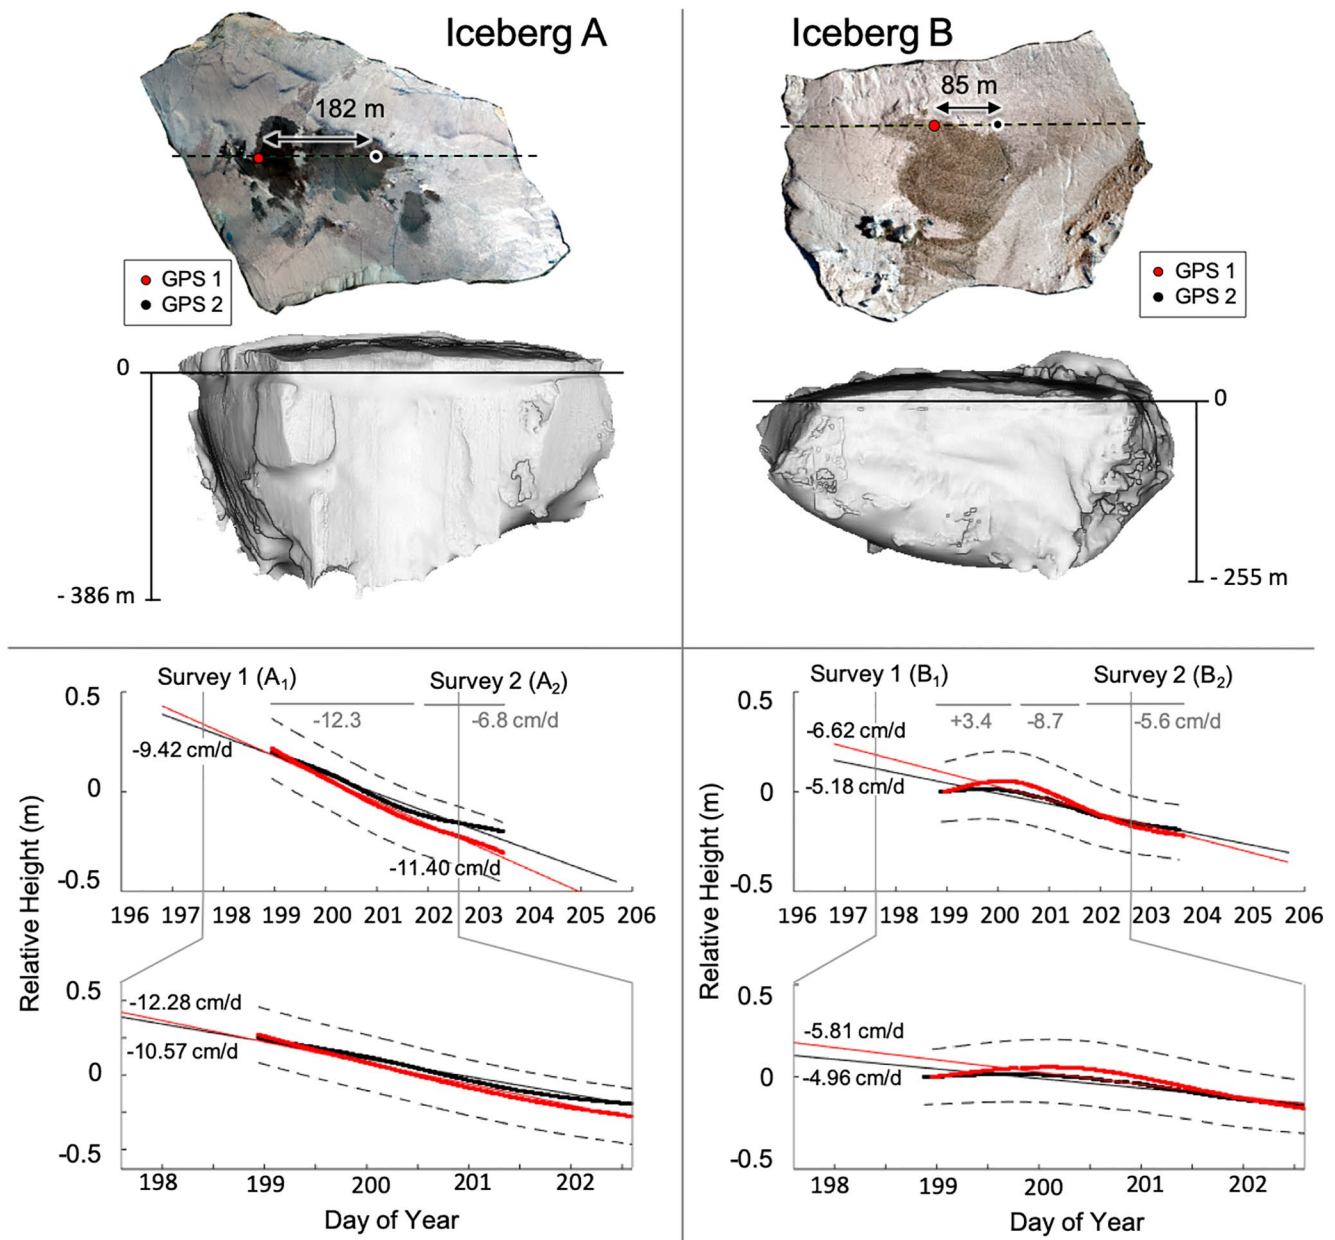 Iceberg A
182 m
GPS 1
GPS 2
0
- 386 m
Iceberg B
85 m
GPS 1
GPS 2
0
- 255 m
Survey 1 (A₁)
Survey 2 (A₂)
-12.3
-6.8 cm/d
-9.42 cm/d
-11.40 cm/d
0.5
0
-0.5
196 197 198 199 200 201 202 203 204 205 206
-12.28 cm/d
-10.57 cm/d
0.5
0
-0.5
198 199 200 201 202
Relative Height (m)
Day of Year
Survey 1 (B₁)
Survey 2 (B₂)
+3.4
-8.7
-5.6 cm/d
-6.62 cm/d
-5.18 cm/d
0.5
0
-0.5
196 197 198 199 200 201 202 203 204 205 206
-5.81 cm/d
-4.96 cm/d
0.5
0
-0.5
198 199 200 201 202
Relative Height (m)
Day of Year